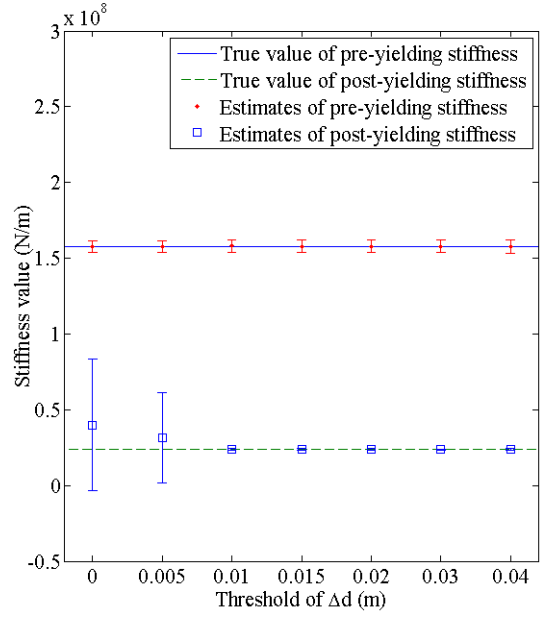 x 10⁸
3
True value of pre-yielding stiffness
True value of post-yielding stiffness
Estimates of pre-yielding stiffness
Estimates of post-yielding stiffness
2.5
2
1.5
1
0.5
0
-0.5
Stiffness value (N/m)
0 0.005 0.01 0.015 0.02 0.03 0.04
Threshold of Δd (m)